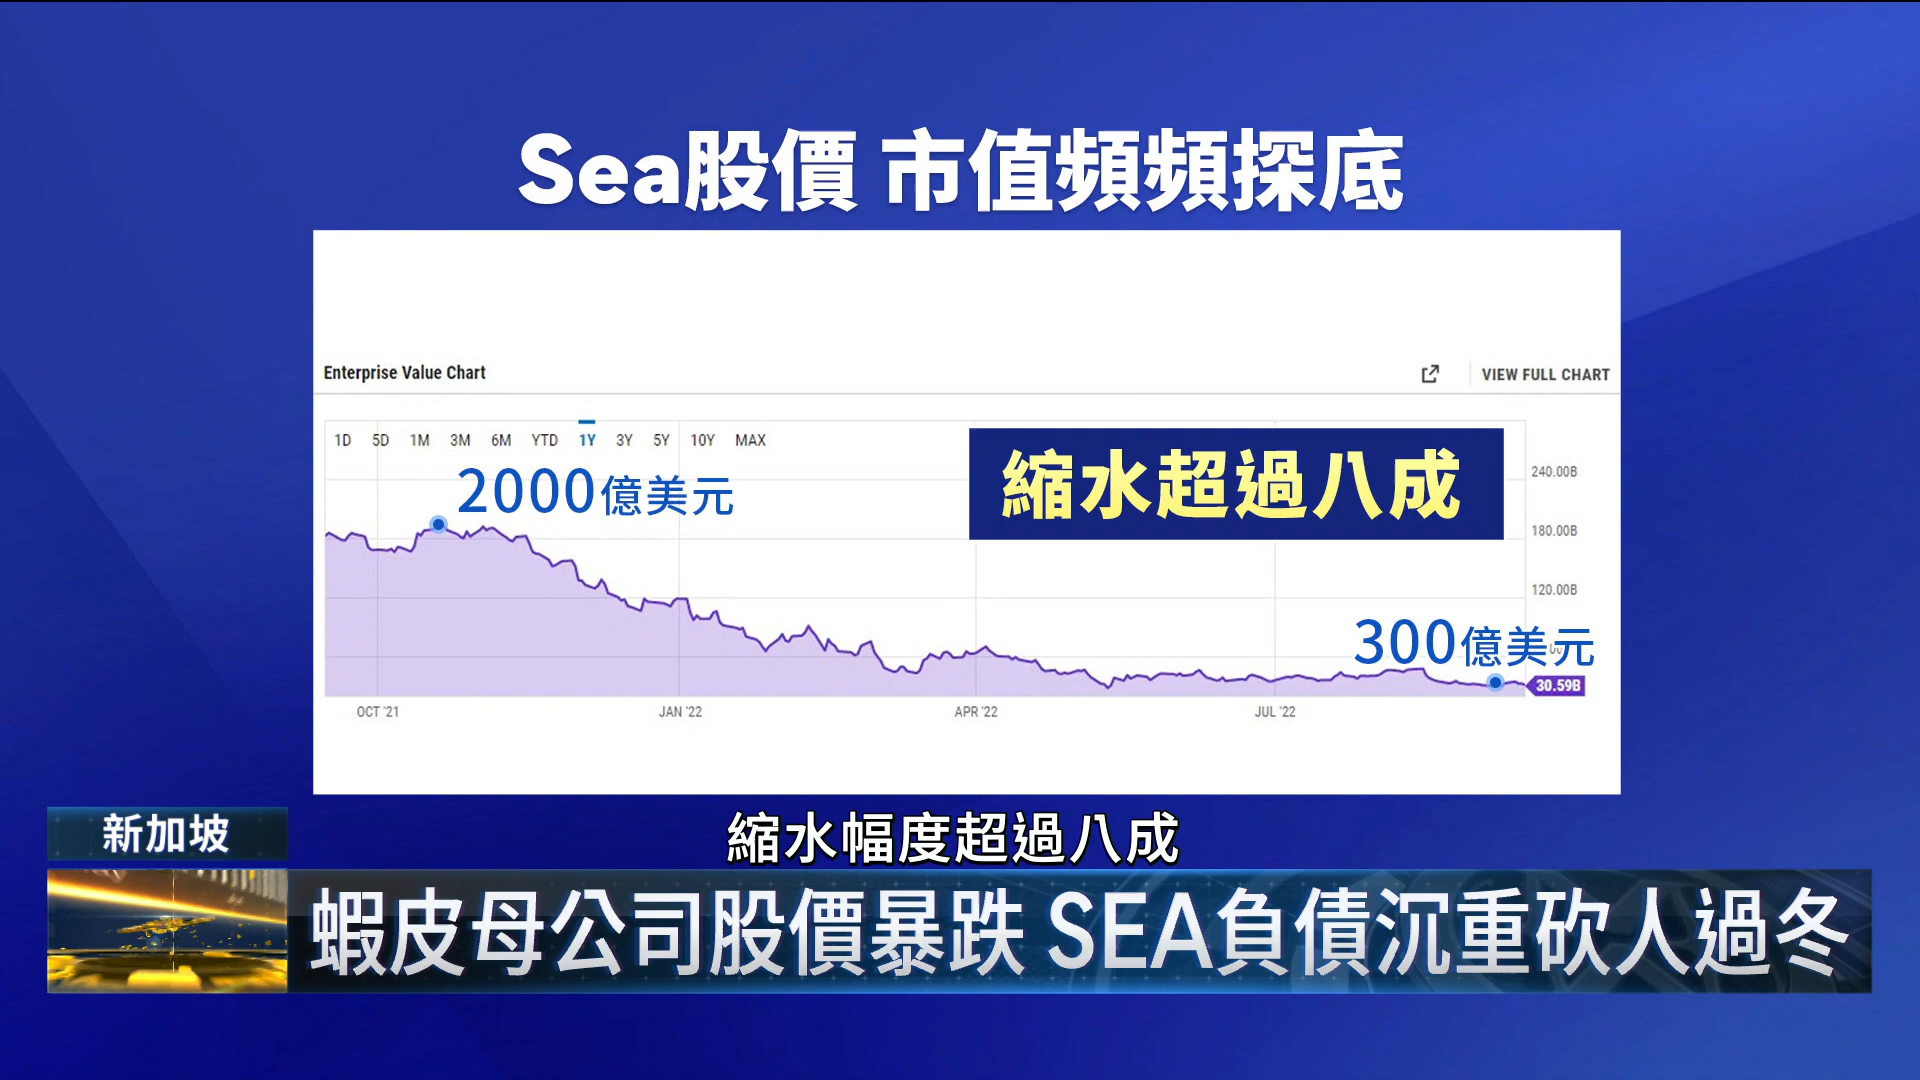 Sea股價 市值頻頻探底
Enterprise Value Chart
VIEW FULL CHART
1D 5D 1M 3M 6M YTD 1Y 3Y 5Y 10Y MAX
2000億美元
縮水超過八成
240.00B
180.00B
120.00B
300億美元
30.59B
OCT '21 JAN '22 APR '22 JUL '22
新加坡
縮水幅度超過八成
蝦皮母公司股價暴跌 SEA負債沉重砍人過冬